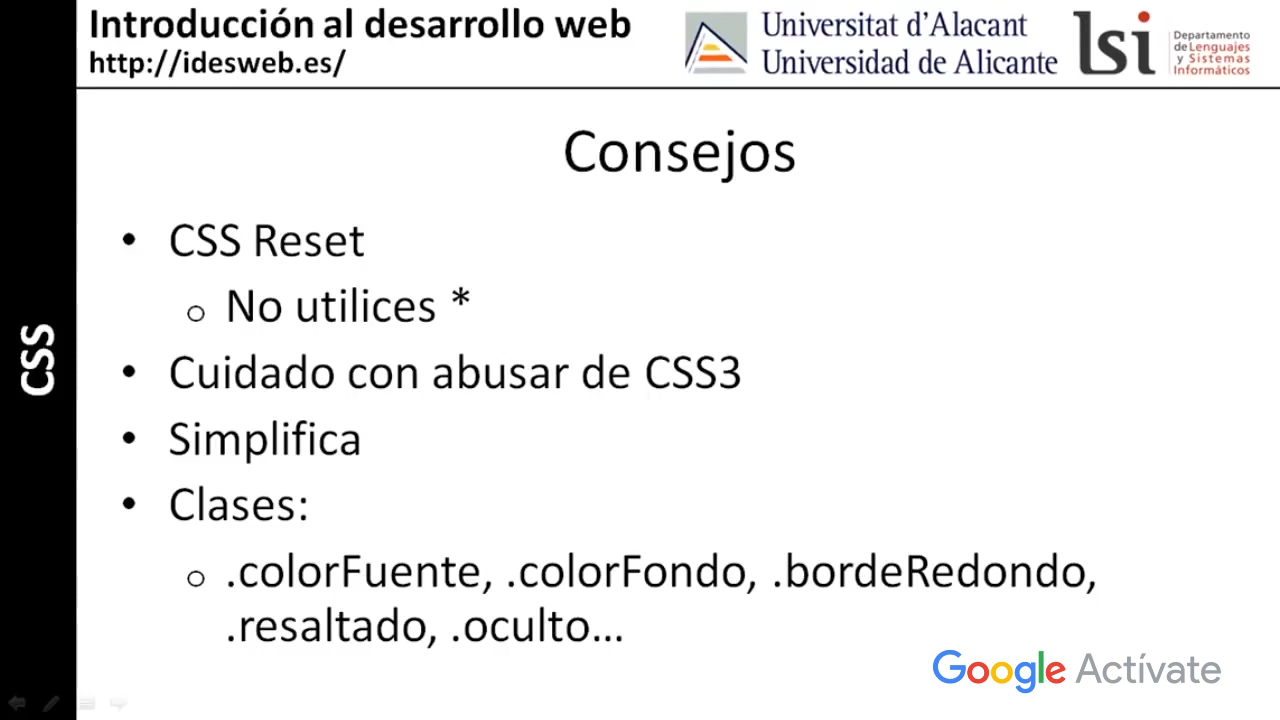 Introducción al desarrollo web
http://idesweb.es/
Universitat d'Alacant
Universidad de Alicante
lsi
Departamento
de Lenguajes
y Sistemas
Informáticos
CSS
Consejos
• CSS Reset
o No utilices *
• Cuidado con abusar de CSS3
• Simplifica
• Clases:
o .colorFuente, .colorFondo, .bordeRedondo,
.resaltado, .oculto...
Google Actívate